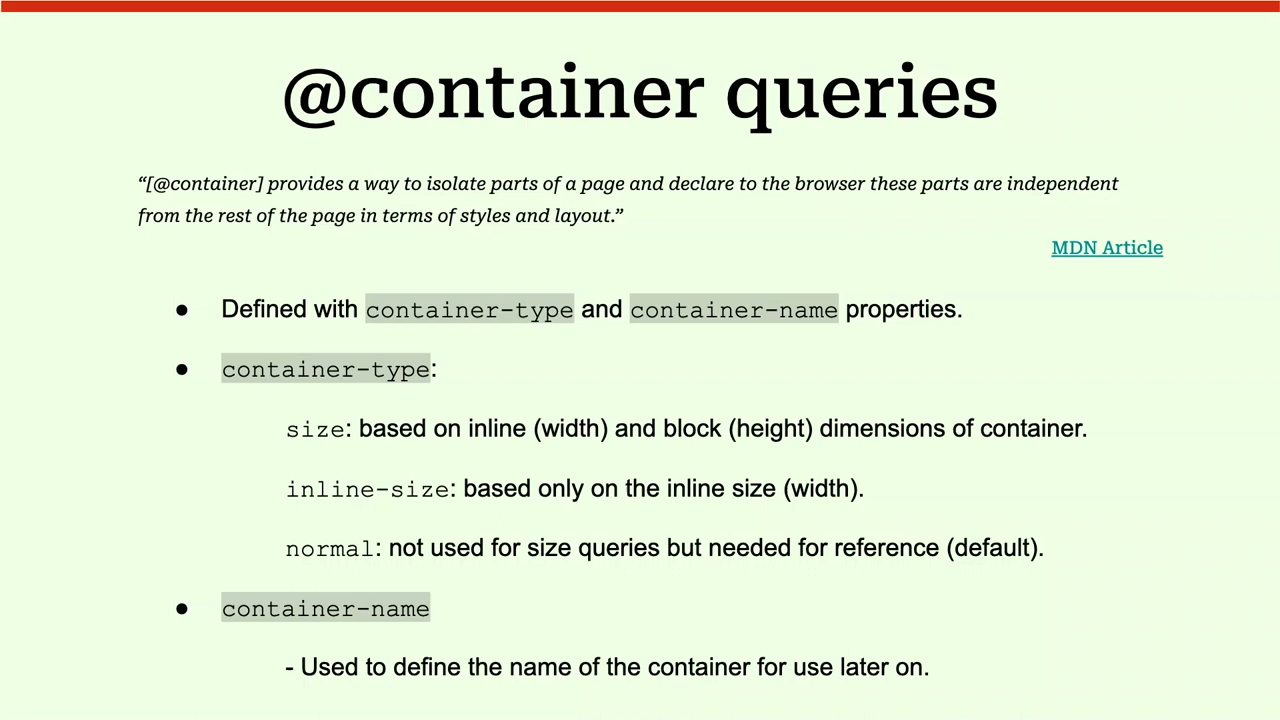 @container queries
“[@container] provides a way to isolate parts of a page and declare to the browser these parts are independent
from the rest of the page in terms of styles and layout.”
MDN Article
● Defined with container-type and container-name properties.
● container-type:
size: based on inline (width) and block (height) dimensions of container.
inline-size: based only on the inline size (width).
normal: not used for size queries but needed for reference (default).
● container-name
- Used to define the name of the container for use later on.